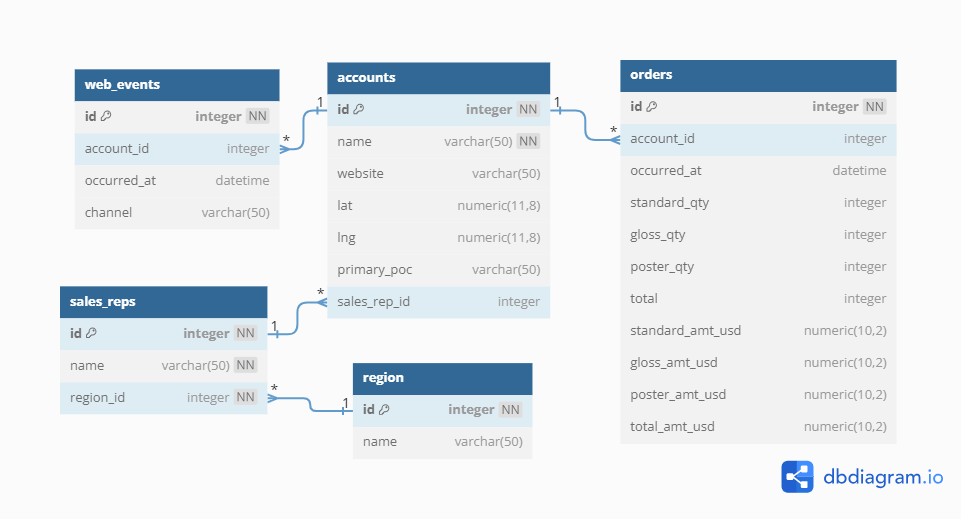 web_events
id integer NN
account_id integer
occurred_at datetime
channel varchar(50)
accounts
id integer NN
name varchar(50) NN
website varchar(50)
lat numeric(11,8)
lng numeric(11,8)
primary_poc varchar(50)
sales_rep_id integer
orders
id integer NN
account_id integer
occurred_at datetime
standard_qty integer
gloss_qty integer
poster_qty integer
total integer
standard_amt_usd numeric(10,2)
gloss_amt_usd numeric(10,2)
poster_amt_usd numeric(10,2)
total_amt_usd numeric(10,2)
sales_reps
id integer NN
name varchar(50) NN
region_id integer NN
region
id integer NN
name varchar(50)
* 1
1 *
1 *
* 1
dbdiagram.io